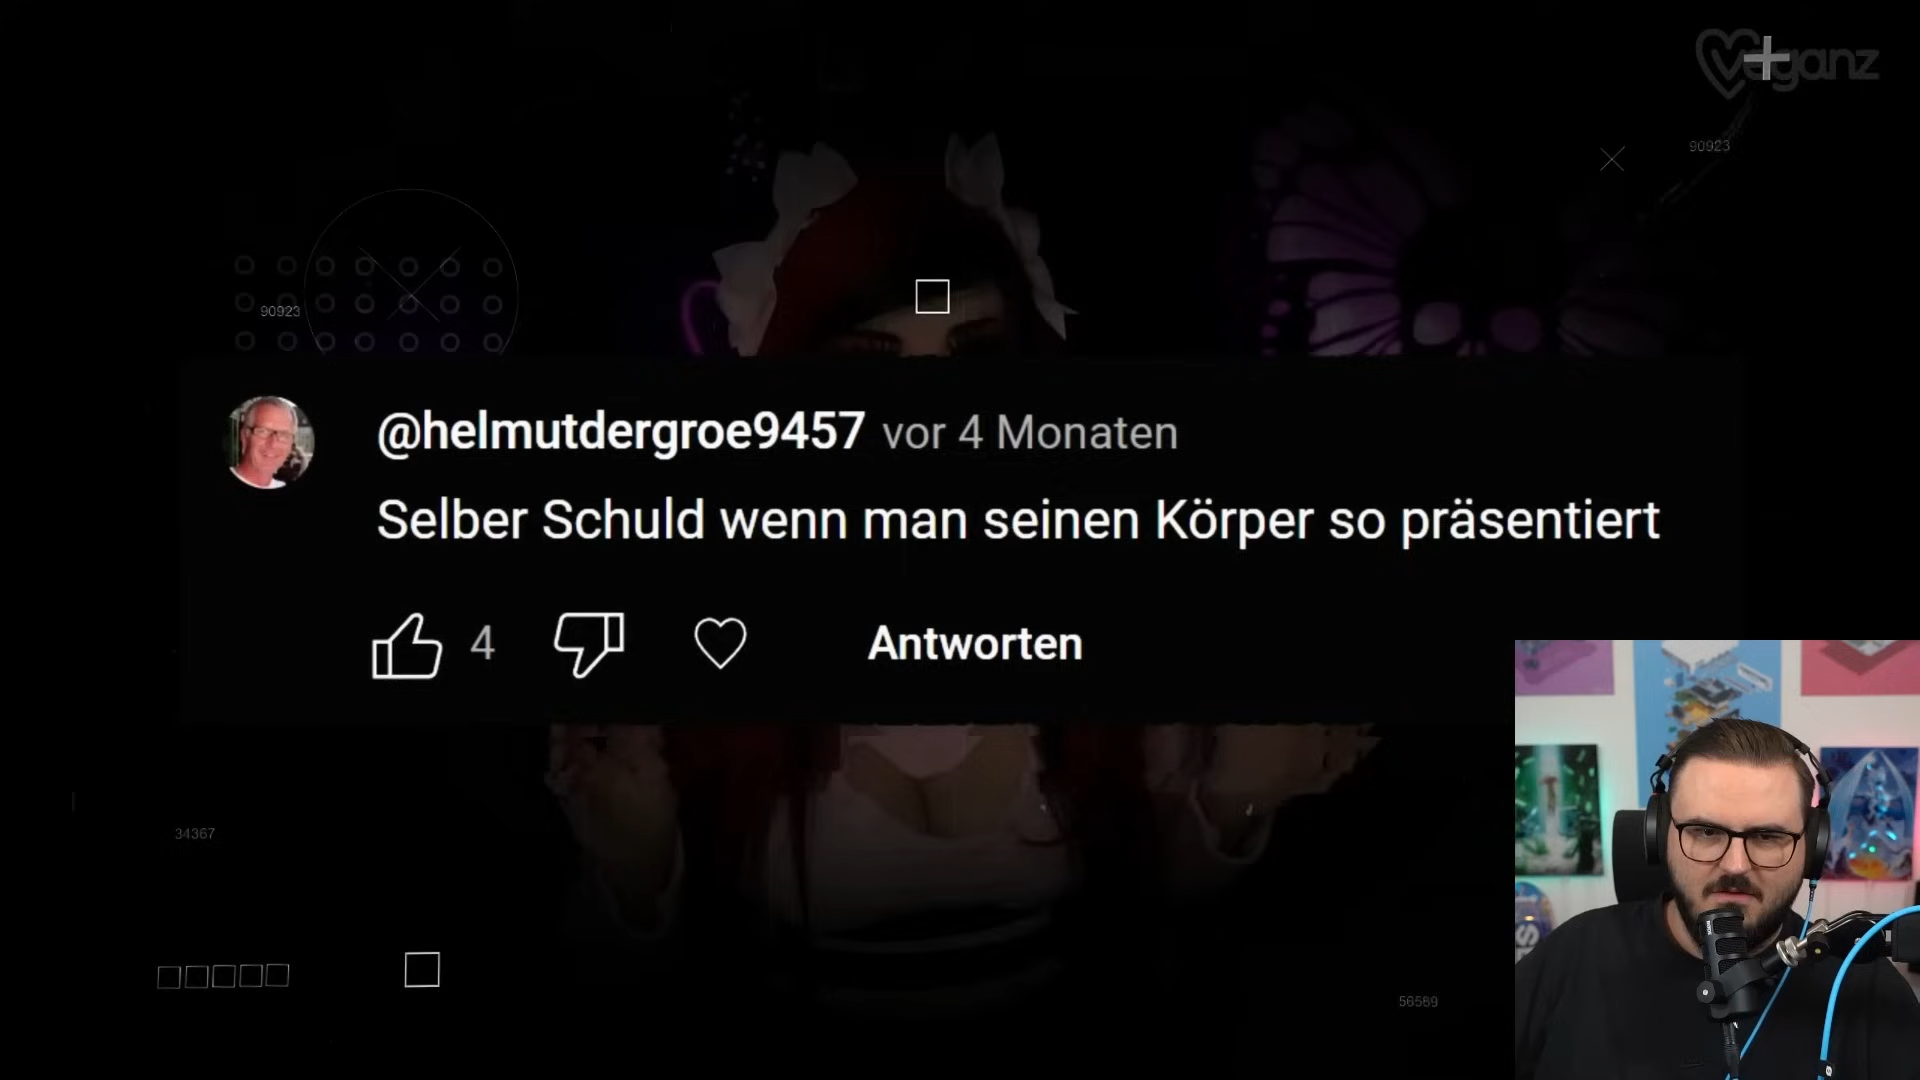 veganz
90923
90923
@helmutdergroe9457 vor 4 Monaten
Selber Schuld wenn man seinen Körper so präsentiert
4
Antworten
34367
56589